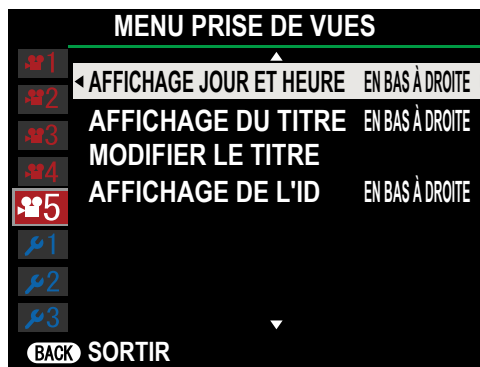 MENU PRISE DE VUES
1
2
3
4
5
1
2
3
AFFICHAGE JOUR ET HEURE EN BAS À DROITE
AFFICHAGE DU TITRE EN BAS À DROITE
MODIFIER LE TITRE
AFFICHAGE DE L'ID EN BAS À DROITE
BACK SORTIR